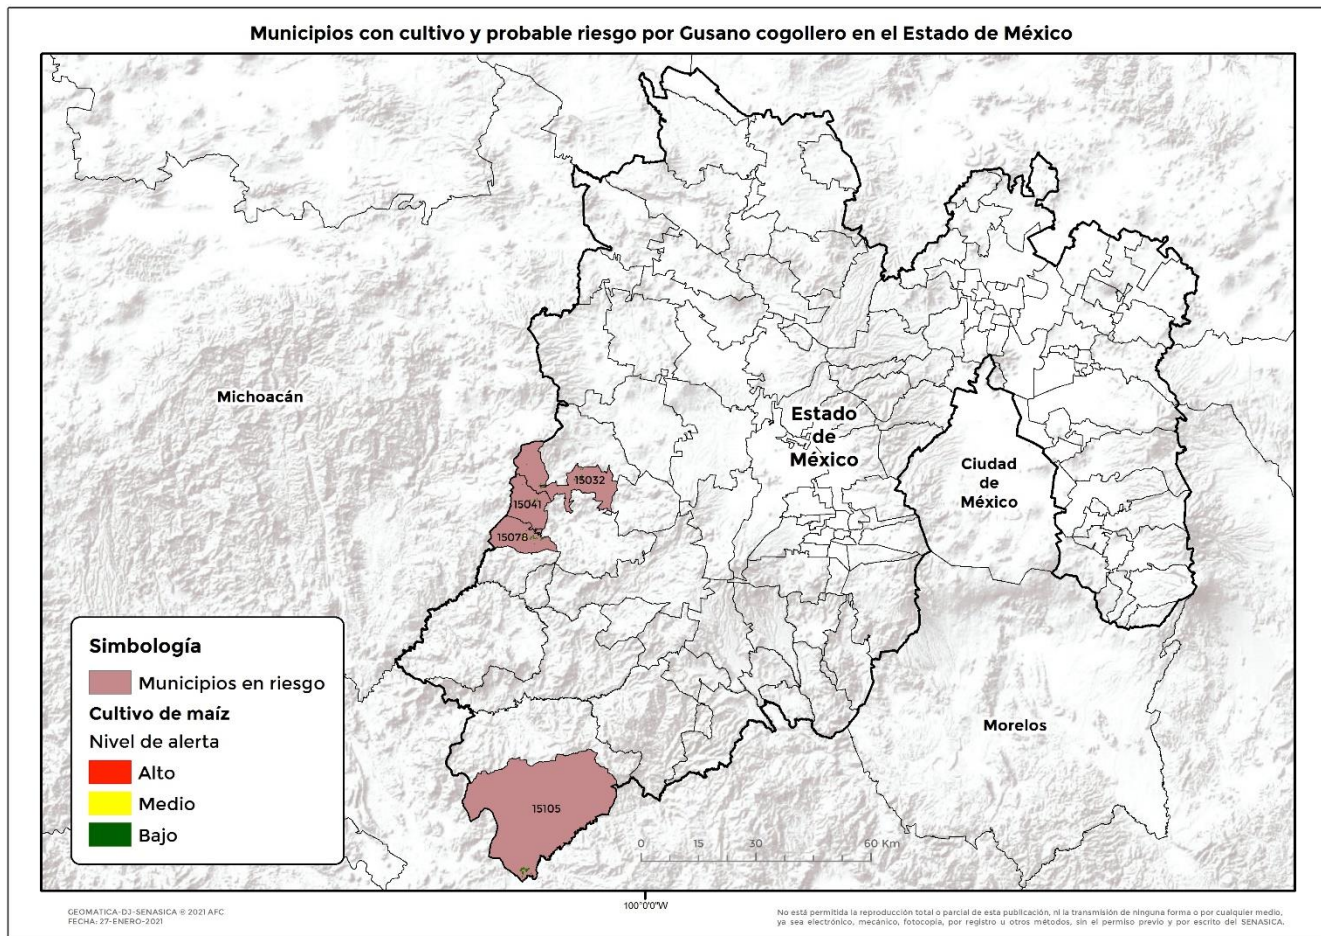 Municipios con cultivo y probable riesgo por Gusano cogollero en el Estado de México
Michoacán
Estado
de
México
Ciudad
de
México
15032
15041
15078
Morelos
15105
Simbología
Municipios en riesgo
Cultivo de maíz
Nivel de alerta
Alto
Medio
Bajo
0 15 30 60 Km
100°0'0"W
GEOMATICA-DJ-SENASICA © 2021 AFC
FECHA: 27-ENERO-2021
No está permitida la reproducción total o parcial de esta publicación, ni la transmisión de ninguna forma o por cualquier medio,
ya sea electrónico, mecánico, fotocopia, por registro u otros métodos, sin el permiso previo y por escrito del SENASICA.